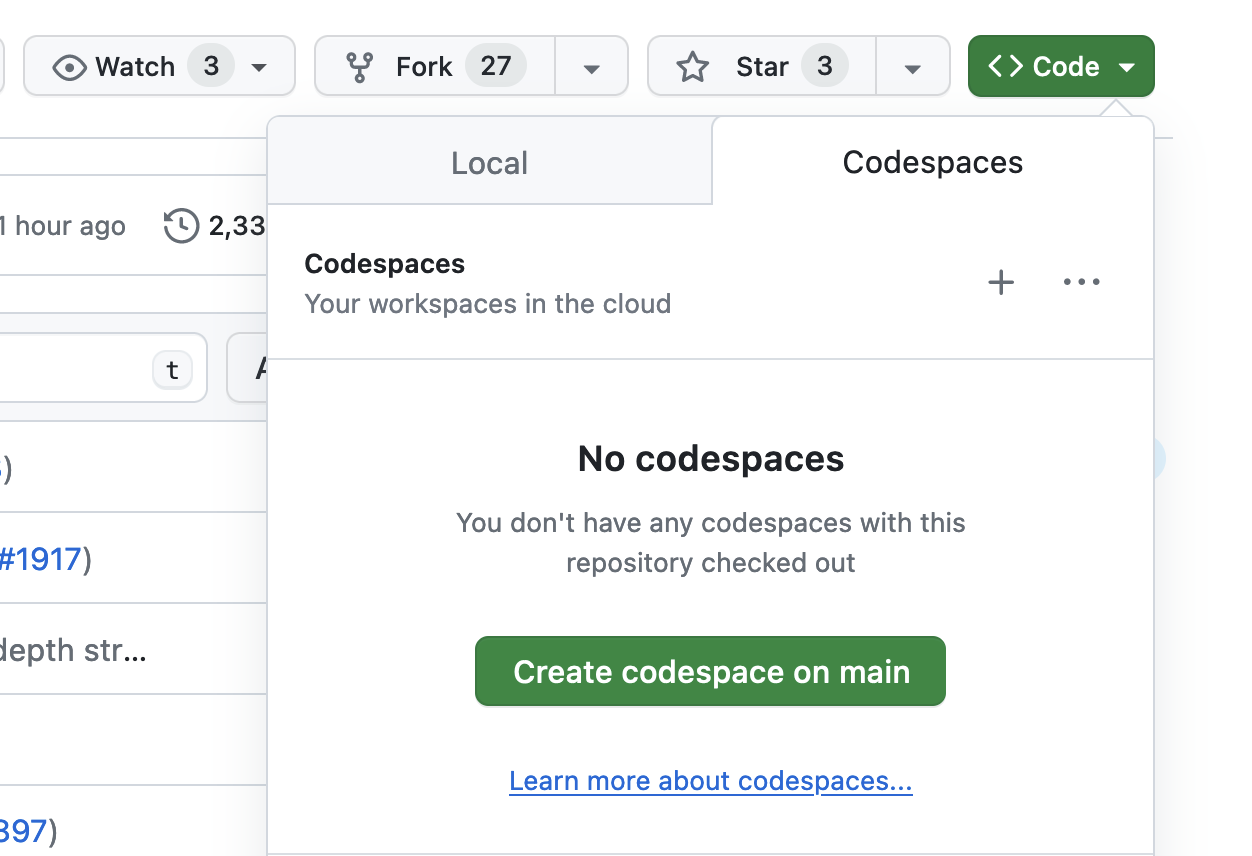 Watch 3
Fork 27
Star 3
Code
Local
Codespaces
1 hour ago
2,33
Codespaces
Your workspaces in the cloud
t
No codespaces
)
You don't have any codespaces with this
repository checked out
#1917)
depth str...
Create codespace on main
Learn more about codespaces...
397)